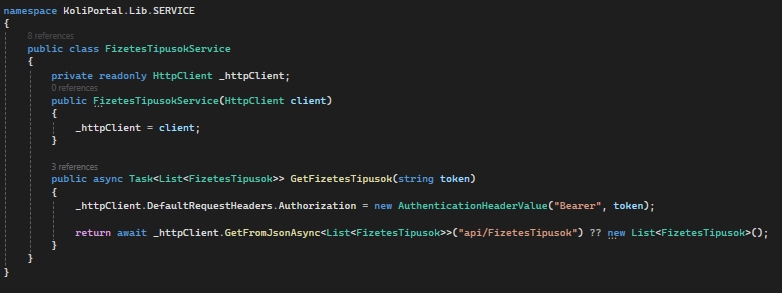 namespace KoliPortal.Lib.SERVICE
{
8 references
public class FizetesTipusokService
{
private readonly HttpClient _httpClient;
0 references
public FizetesTipusokService(HttpClient client)
{
_httpClient = client;
}
3 references
public async Task<List<FizetesTipusok>> GetFizetesTipusok(string token)
{
_httpClient.DefaultRequestHeaders.Authorization = new AuthenticationHeaderValue("Bearer", token);
return await _httpClient.GetFromJsonAsync<List<FizetesTipusok>>("api/FizetesTipusok") ?? new List<FizetesTipusok>();
}
}
}